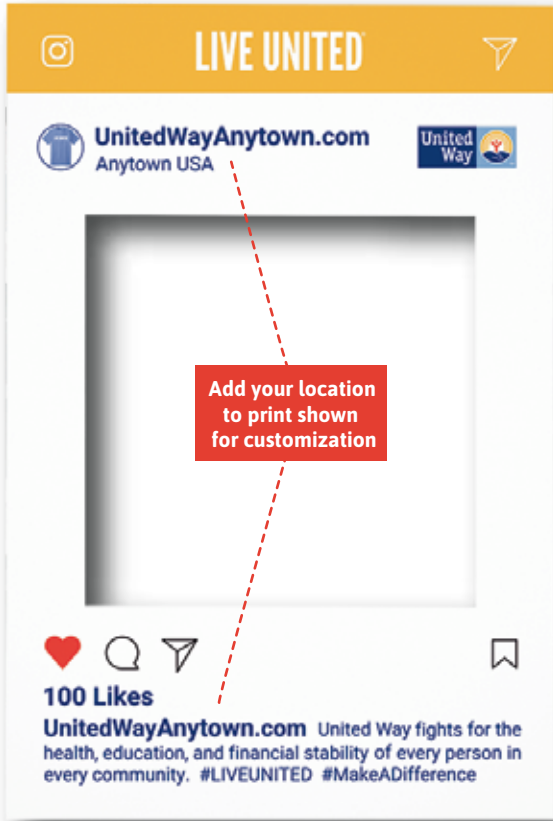 LIVE UNITED
UnitedWayAnytown.com
Anytown USA
United
Way
Add your location
to print shown
for customization
100 Likes
UnitedWayAnytown.com United Way fights for the
health, education, and financial stability of every person in
every community. #LIVEUNITED #MakeADifference